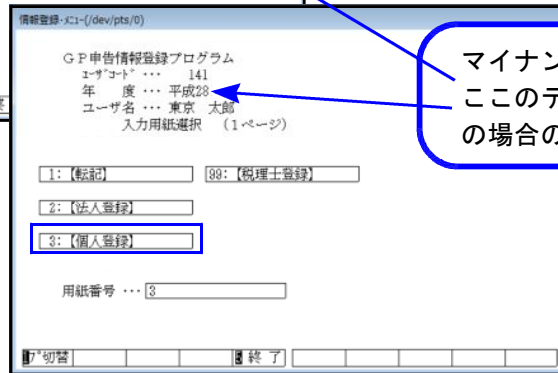 情報登録-ﾒﾆｭｰ(/dev/pts/0)
ＧＰ申告情報登録プログラム
ﾕｰｻﾞｺｰﾄﾞ ･･･ 141
年　度 ･･･ 平成28
ユーザ名 ･･･ 東京　太郎
入力用紙選択　(１ページ)
マイナン
ここのデ
の場合の
1:【転記】　99:【税理士登録】
2:【法人登録】
3:【個人登録】
用紙番号 ･･･ 3
ﾌﾟ切替　終 了